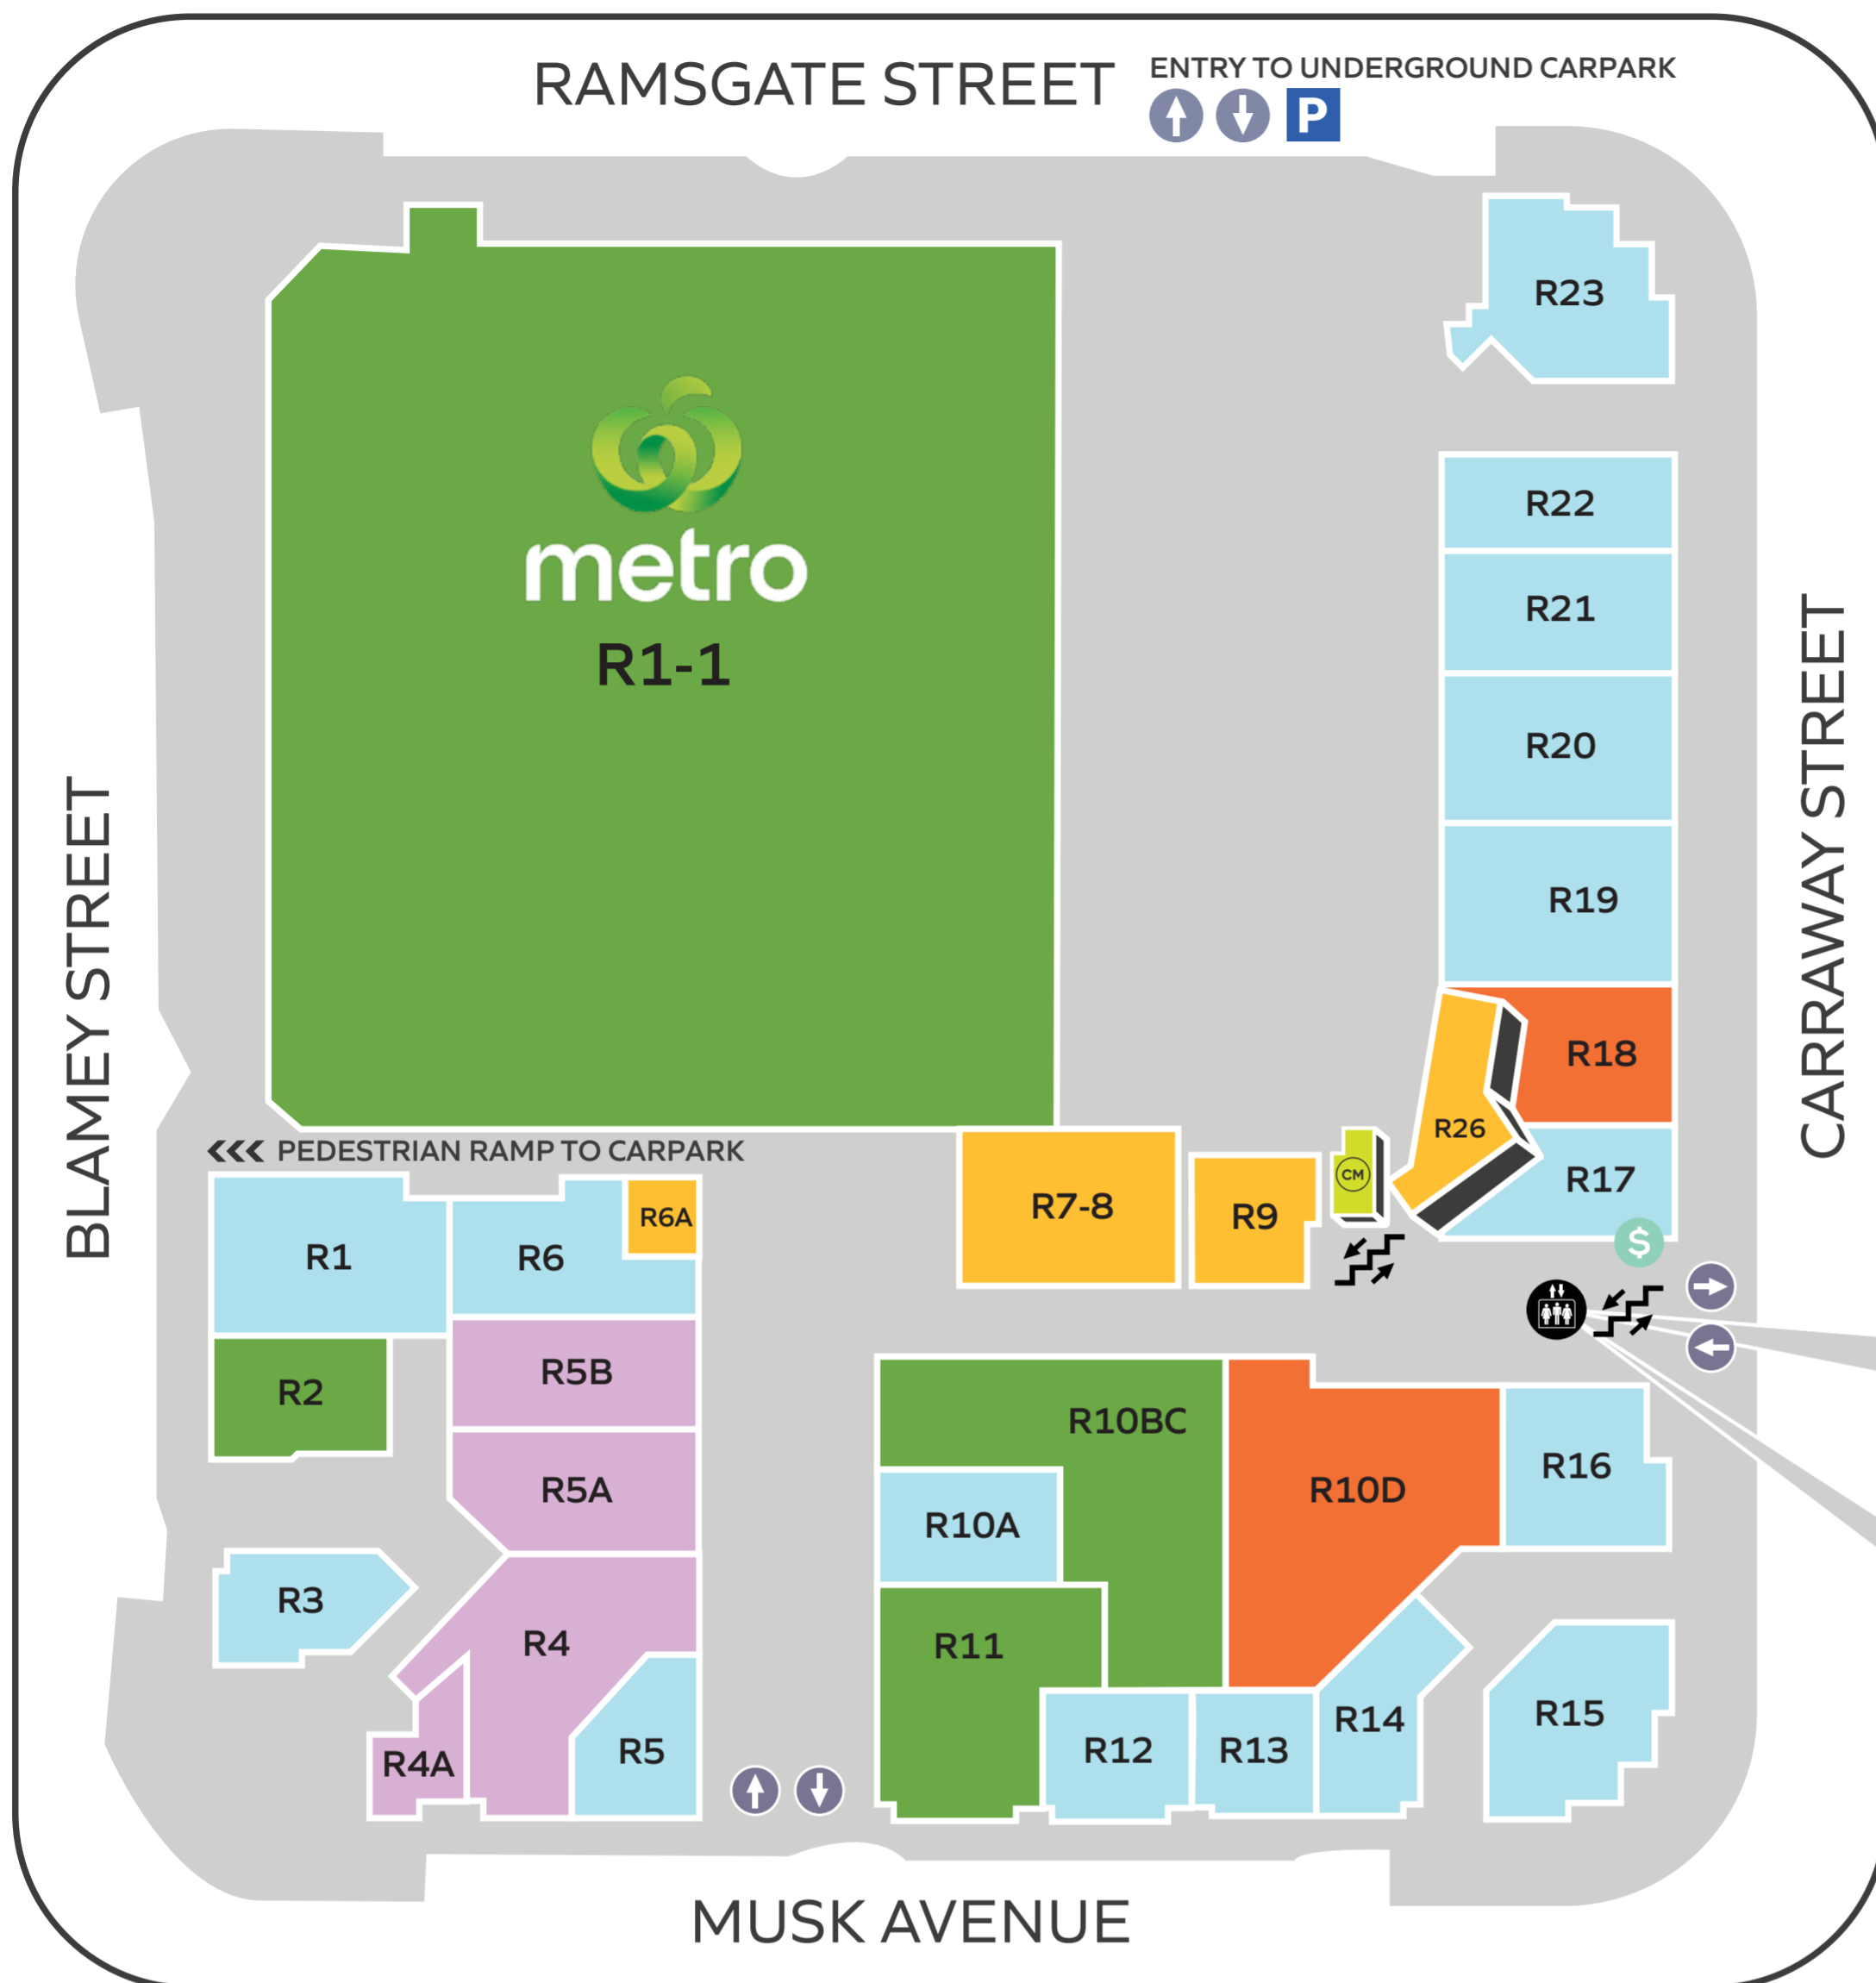 RAMSGATE STREET
ENTRY TO UNDERGROUND CARPARK
P
R23
metro
R1-1
R22
R21
R20
R19
R18
R26
R17
CM
$
BLAMEY STREET
CARRAWAY STREET
PEDESTRIAN RAMP TO CARPARK
R7-8
R9
R6A
R1
R6
R2
R5B
R5A
R10BC
R10A
R10D
R16
R3
R4
R11
R4A
R5
R12
R13
R14
R15
MUSK AVENUE